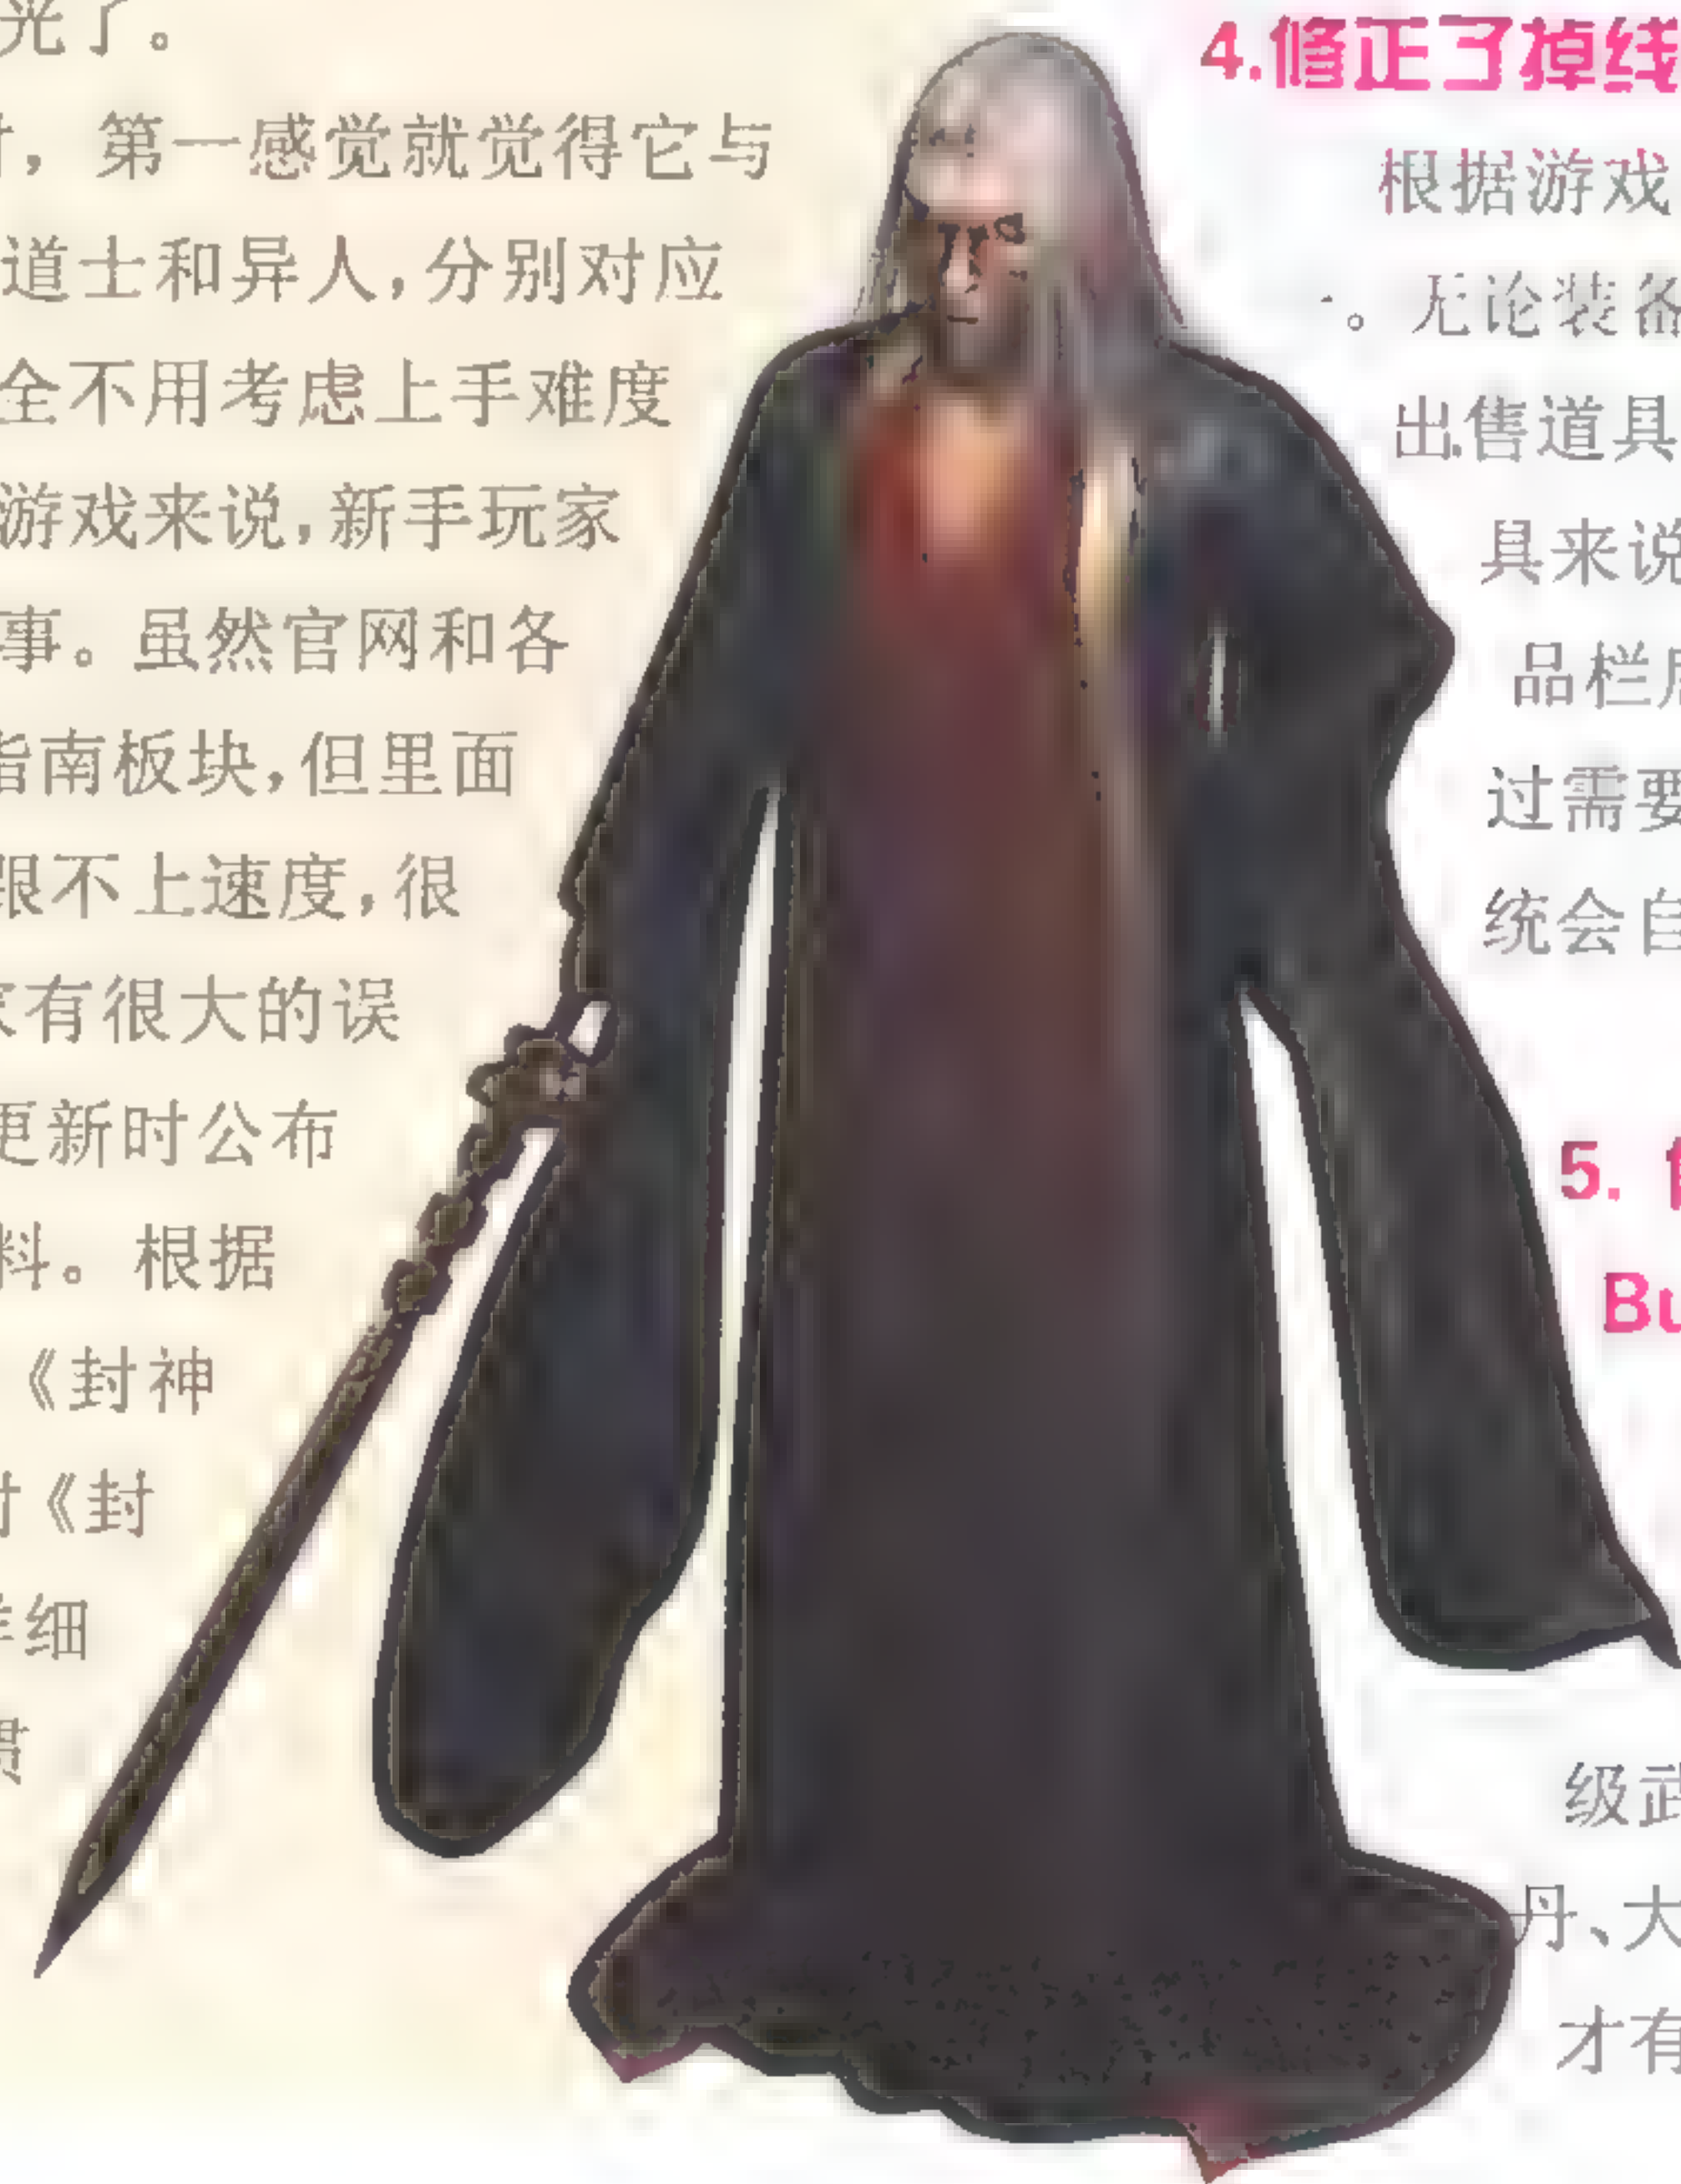 光了。
，第一感觉就觉得它与
道士和异人，分别对应
全不用考虑上手难度
游戏来说，新手玩家
事。虽然官网和各
指南板块，但里面
跟不上速度，很
家有很大的误
更新时公布
料。根据
《封神
对《封
详细
惯
4.修正了掉线
根据游戏
。无论装备
出售道具
具来说
品栏
过需要
统会自
5.
Bu
级武
丹、大
才有